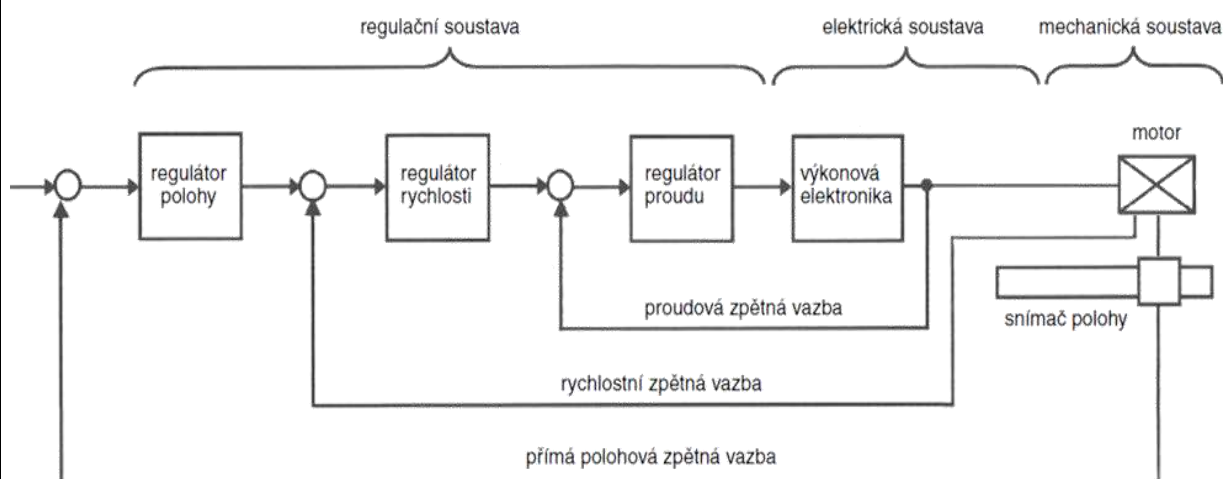 regulační soustava
elektrická soustava
mechanická soustava
motor
regulátor
polohy
regulátor
rychlosti
regulátor
proudu
výkonová
elektronika
proudová zpětná vazba
snímač polohy
rychlostní zpětná vazba
přímá polohová zpětná vazba